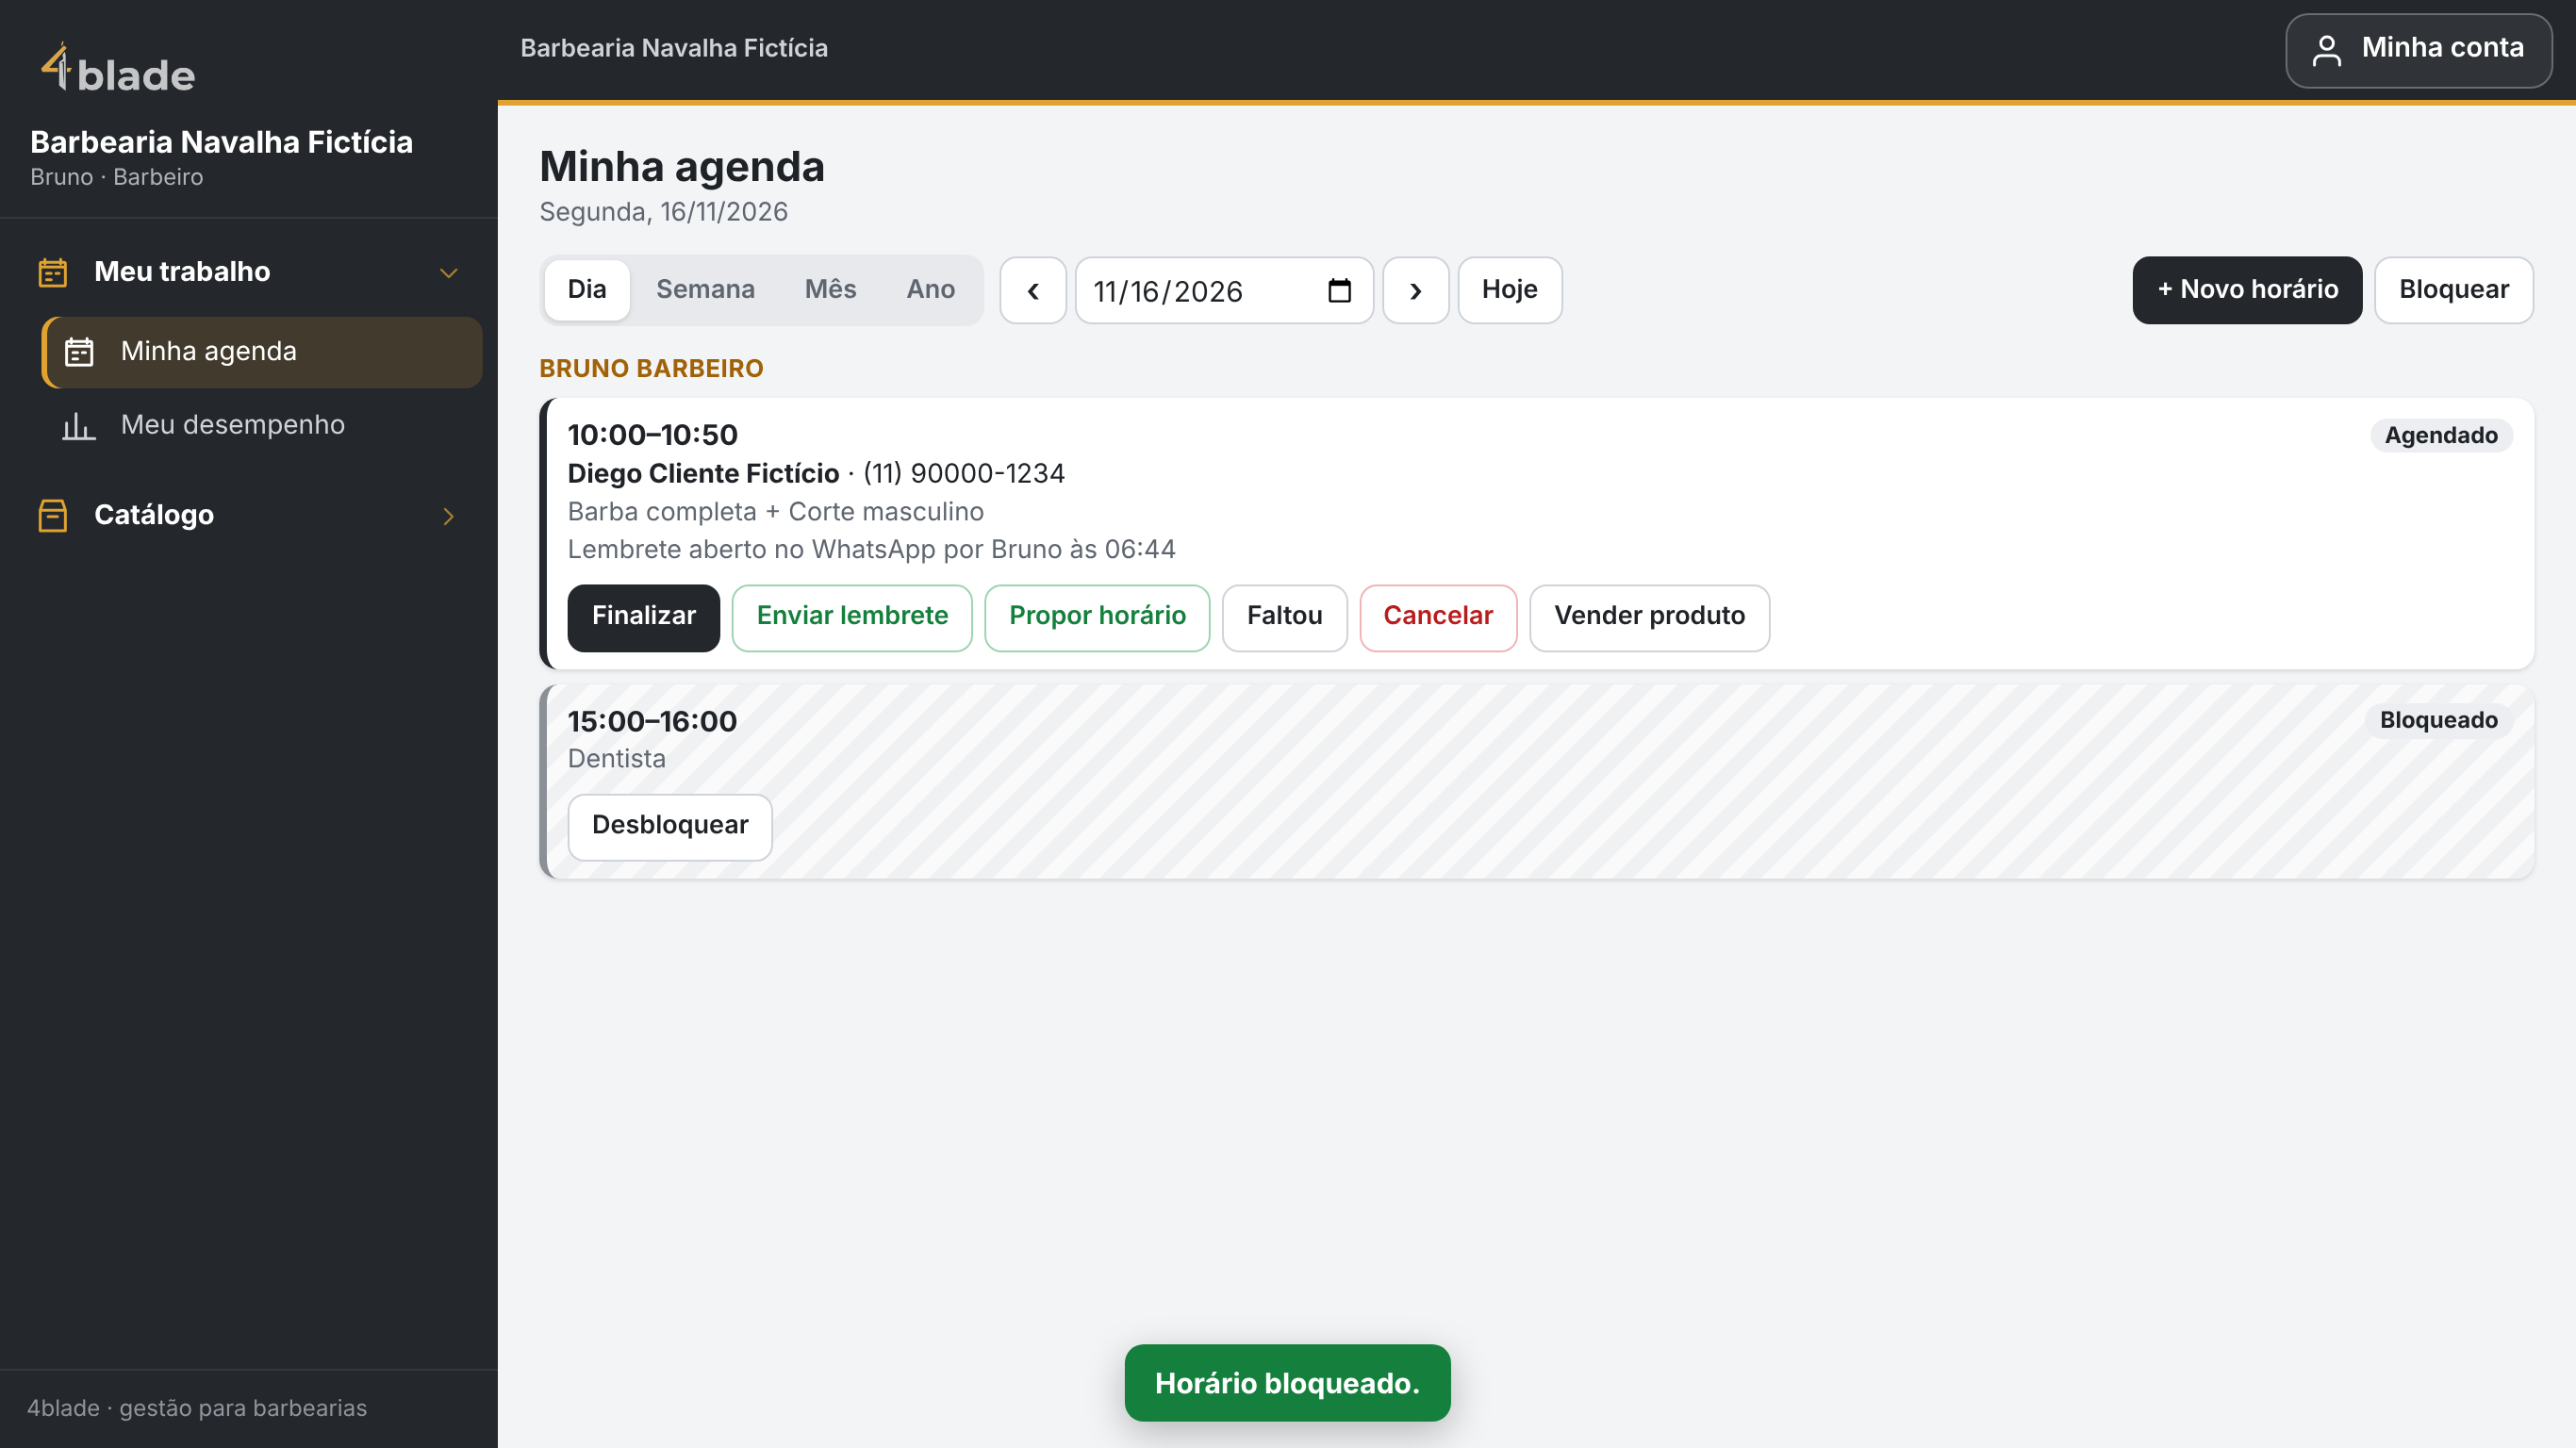 4blade
Barbearia Navalha Fictícia
Bruno · Barbeiro
Meu trabalho
Minha agenda
Meu desempenho
Catálogo
4blade · gestão para barbearias
Barbearia Navalha Fictícia
Minha conta
Minha agenda
Segunda, 16/11/2026
Dia Semana Mês Ano ‹ 11/16/2026 › Hoje + Novo horário Bloquear
BRUNO BARBEIRO
10:00–10:50 Agendado
Diego Cliente Fictício · (11) 90000-1234
Barba completa + Corte masculino
Lembrete aberto no WhatsApp por Bruno às 06:44
Finalizar Enviar lembrete Propor horário Faltou Cancelar Vender produto
15:00–16:00 Bloqueado
Dentista
Desbloquear
Horário bloqueado.